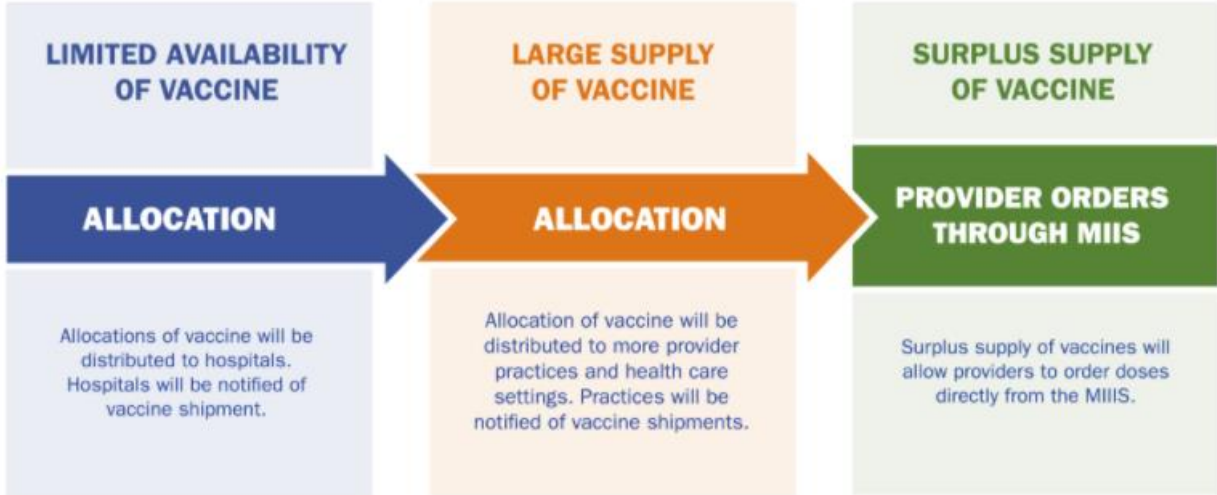 LIMITED AVAILABILITY
OF VACCINE
ALLOCATION
Allocations of vaccine will be
distributed to hospitals.
Hospitals will be notified of
vaccine shipment.
LARGE SUPPLY
OF VACCINE
ALLOCATION
Allocation of vaccine will be
distributed to more provider
practices and health care
settings. Practices will be
notified of vaccine shipments.
SURPLUS SUPPLY
OF VACCINE
PROVIDER ORDERS
THROUGH MIIS
Surplus supply of vaccines will
allow providers to order doses
directly from the MIIIS.